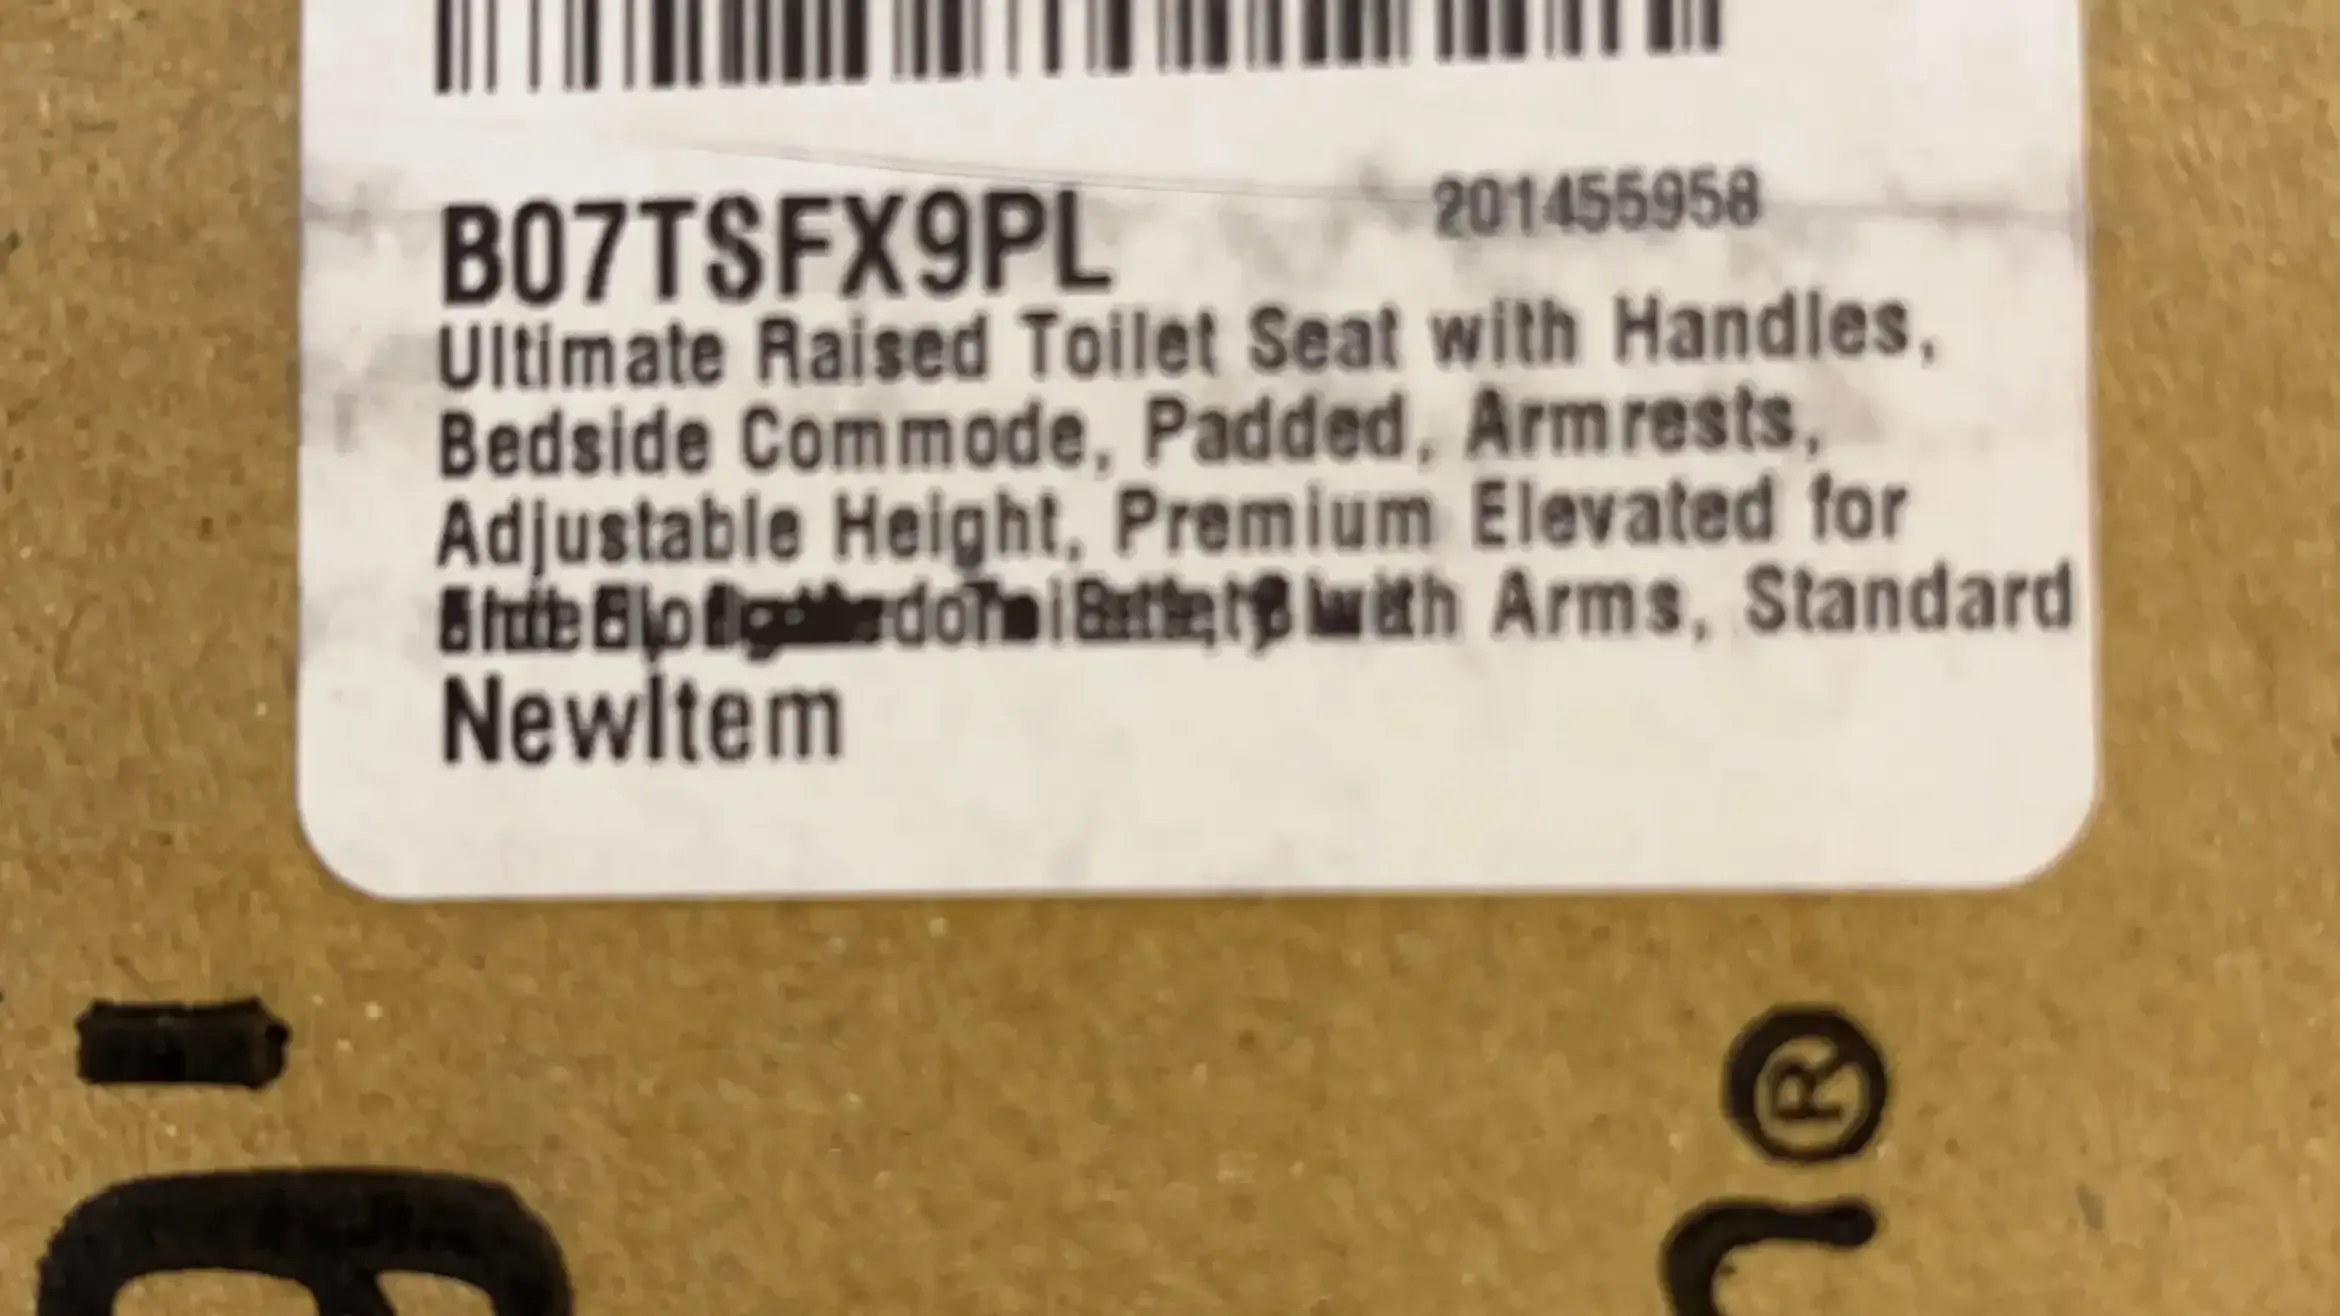 B07TSFX9PL 201455958
Ultimate Raised Toilet Seat with Handles,
Bedside Commode, Padded, Armrests,
Adjustable Height, Premium Elevated for
with Arms, Standard
NewItem
®